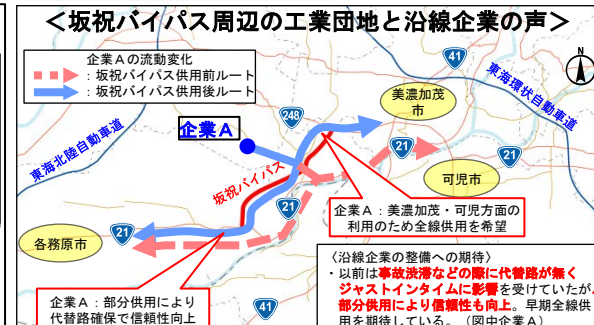 ＜坂祝バイパス周辺の工業団地と沿線企業の声＞
企業Ａの流動変化
：坂祝バイパス供用前ルート
：坂祝バイパス供用後ルート
41
N
東海環状自動車道
美濃加茂
市
248
企業Ａ
東海北陸自動車道
21
21
可児市
坂祝バイパス
21
企業Ａ：美濃加茂・可児方面の
利用のため全線供用を希望
21
各務原市
〈沿線企業の整備への期待〉
・以前は事故渋滞などの際に代替路が無く
ジャストインタイムに影響を受けていたが、
部分供用により信頼性も向上。早期全線供
用を期待している。（図中企業Ａ）
企業Ａ：部分供用により
代替路確保で信頼性向上
41